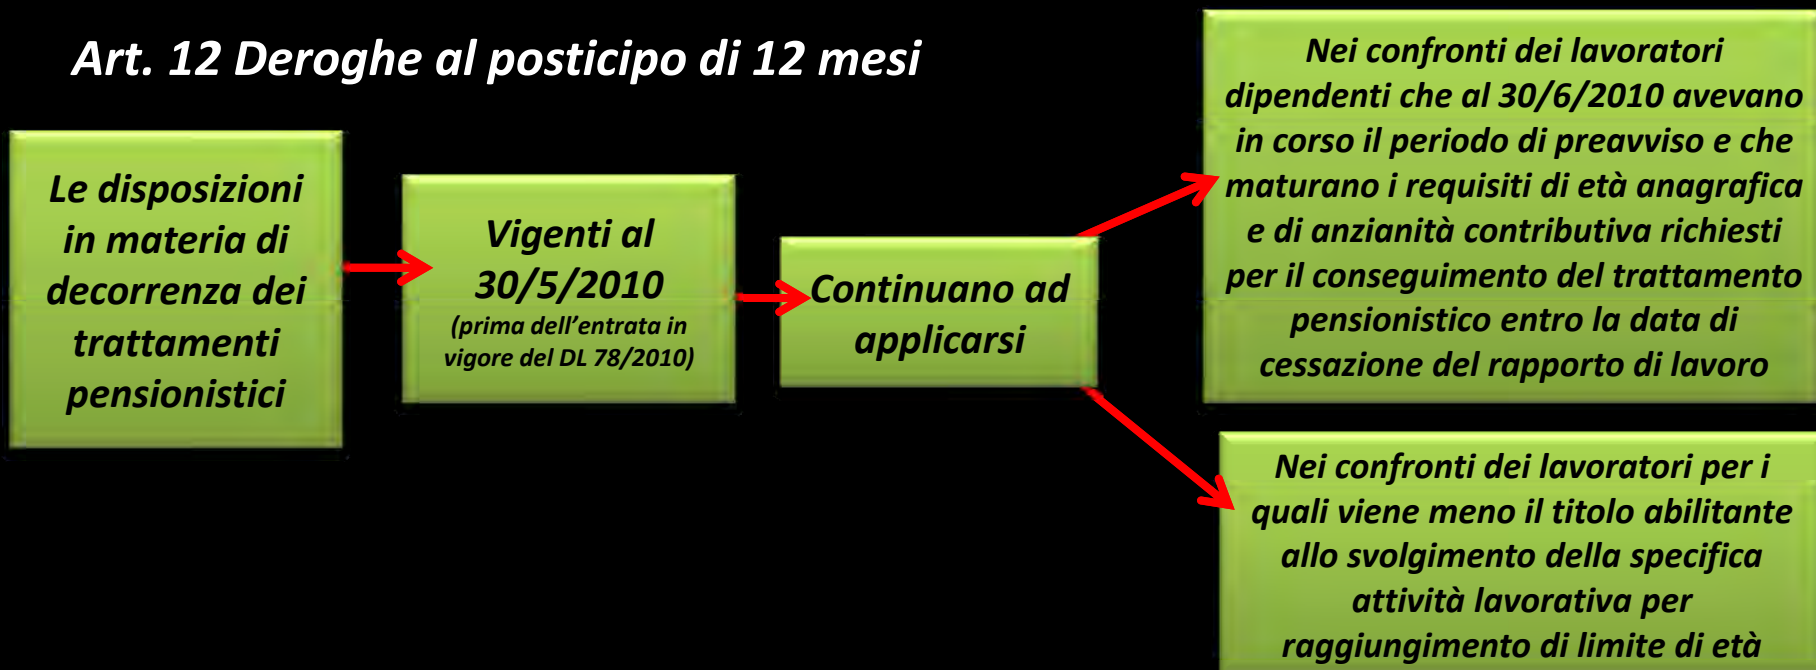 Art. 12 Deroghe al posticipo di 12 mesi
Le disposizioni
in materia di
decorrenza dei
trattamenti
pensionistici
Vigenti al
30/5/2010
(prima dell'entrata in
vigore del DL 78/2010)
Continuano ad
applicarsi
Nei confronti dei lavoratori
dipendenti che al 30/6/2010 avevano
in corso il periodo di preavviso e che
maturano i requisiti di età anagrafica
e di anzianità contributiva richiesti
per il conseguimento del trattamento
pensionistico entro la data di
cessazione del rapporto di lavoro
Nei confronti dei lavoratori per i
quali viene meno il titolo abilitante
allo svolgimento della specifica
attività lavorativa per
raggiungimento di limite di età